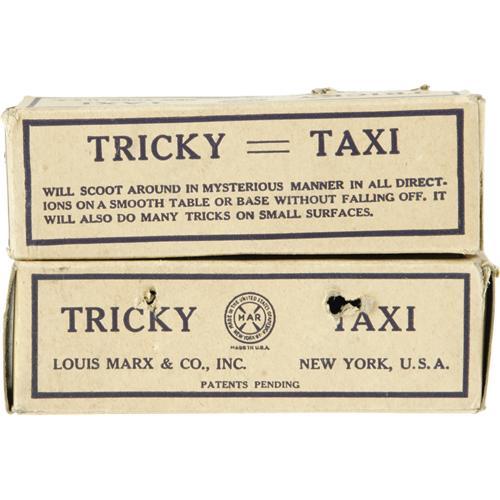 TRICKY = TAXI
WILL SCOOT AROUND IN MYSTERIOUS MANNER IN ALL DIRECT-
IONS ON A SMOOTH TABLE OR BASE WITHOUT FALLING OFF. IT
WILL ALSO DO MANY TRICKS ON SMALL SURFACES.
TRICKY TAXI
MAR
MADE IN U.S.A.
LOUIS MARX & CO., INC. NEW YORK, U.S.A.
PATENTS PENDING